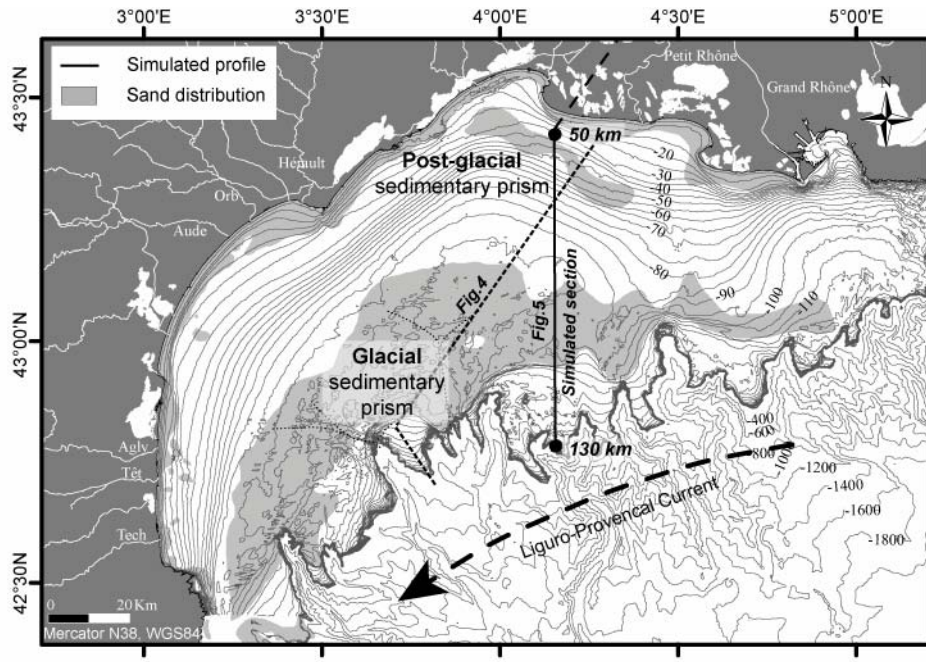 3°00'E 3°30'E 4°00'E 4°30'E 5°00'E
Simulated profile
Sand distribution
Petit Rhône
Grand Rhône
N
43°30'N
50 km
Hérault
Post-glacial
sedimentary prism
-20
-30
-40
-50
-60
-70
Orb
Aude
-80
-90
-100
-110
Fig.4
Fig.5
Simulated section
43°00'N
Glacial
sedimentary
prism
-400
-600
-800
-1000
-1200
-1400
-1600
-1800
130 km
Agly
Têt
Tech
Liguro-Provencal Current
42°30'N
0 20 Km
Mercator N38, WGS84